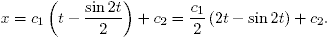 x = c_1 \left( t - \frac{\sin 2t}{2} \right) + c_2 = \frac{c_1}{2} (2t - \sin 2t) + c_2.